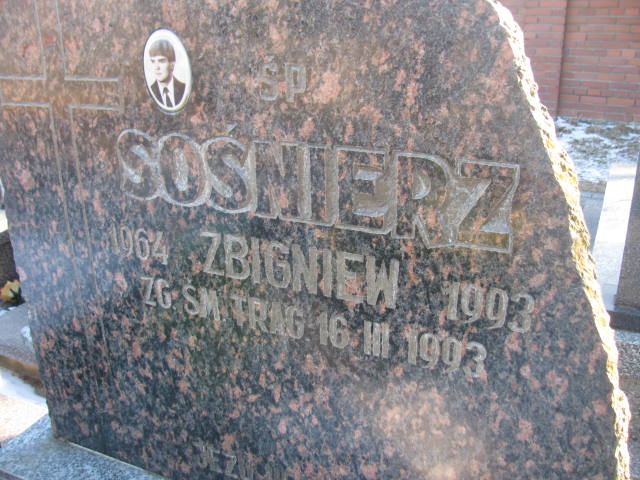 ŚP.
SOŚNIERZ
1964 ZBIGNIEW 1993
ZG ŚM TRAG 16 III 1993